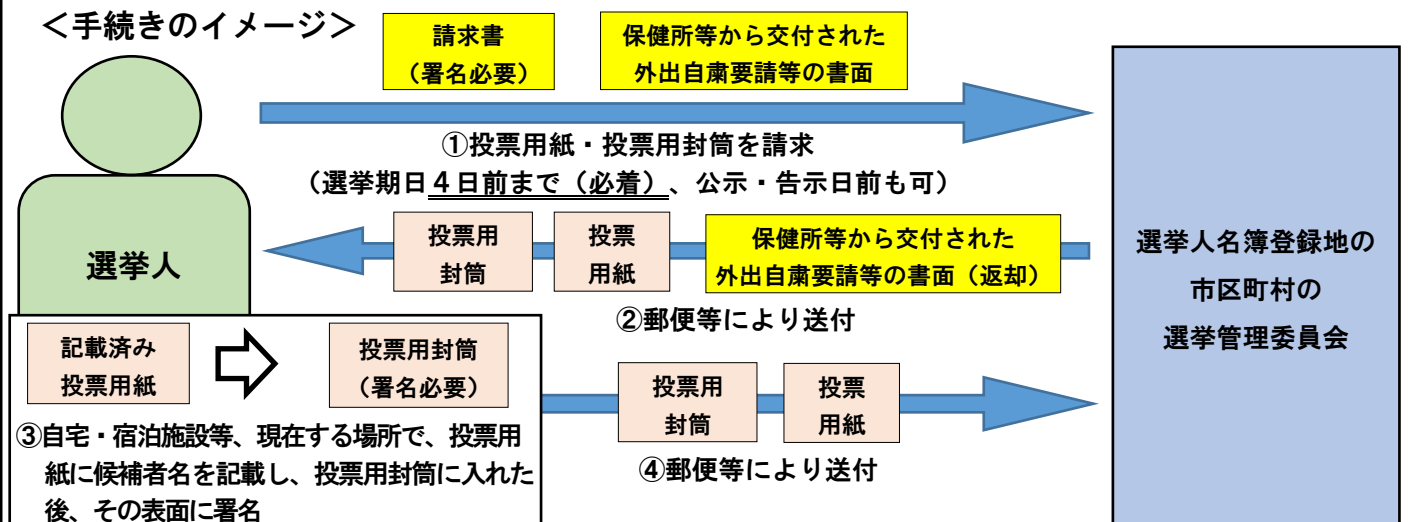 ＜手続きのイメージ＞
請求書
（署名必要）
保健所等から交付された
外出自粛要請等の書面
①投票用紙・投票用封筒を請求
（選挙期日４日前まで（必着）、公示・告示日前も可）
選挙人
投票用
封筒
投票
用紙
保健所等から交付された
外出自粛要請等の書面（返却）
②郵便等により送付
選挙人名簿登録地の
市区町村の
選挙管理委員会
記載済み
投票用紙
投票用封筒
（署名必要）
③自宅・宿泊施設等、現在する場所で、投票用
紙に候補者名を記載し、投票用封筒に入れた
後、その表面に署名
投票用
封筒
投票
用紙
④郵便等により送付